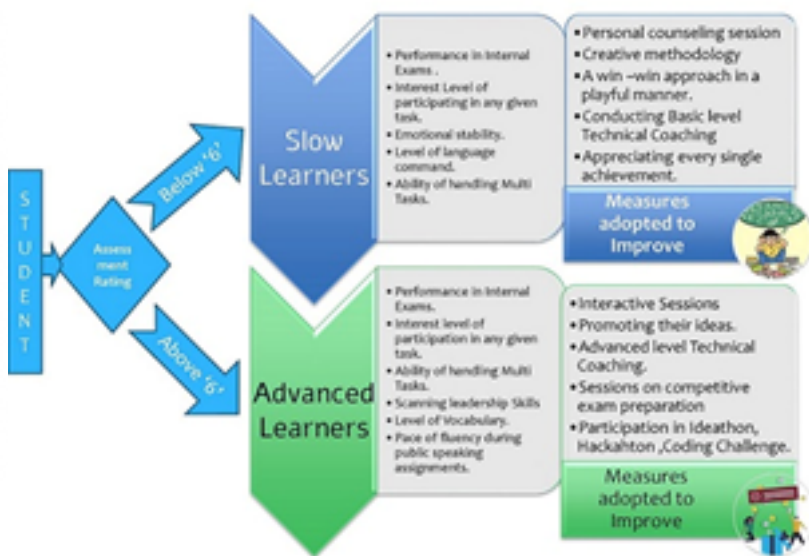 STUDENT
Assess
ment
Rating
Below '6'
Above '6'
Slow
Learners
• Performance in Internal
Exams .
• Interest Level of
participating in any given
task.
• Emotional stability.
• Level of language
command.
• Ability of handling Multi
Tasks.
▪ Personal counseling session
▪ Creative methodology
▪ A win –win approach in a
playful manner.
▪ Conducting Basic level
Technical Coaching
▪ Appreciating every single
achievement.
Measures
adopted to
Improve
Advanced
Learners
• Performance in Internal
Exams.
• Interest level of
participation in any given
task.
• Ability of handling Multi
Tasks.
• Scanning leadership Skills
• Level of Vocabulary.
• Pace of fluency during
public speaking
assignments.
• Interactive Sessions
• Promoting their ideas.
• Advanced level Technical
Coaching.
• Sessions on competitive
exam preparation
• Participation in Ideathon,
Hackahton ,Coding Challenge.
Measures
adopted to
Improve